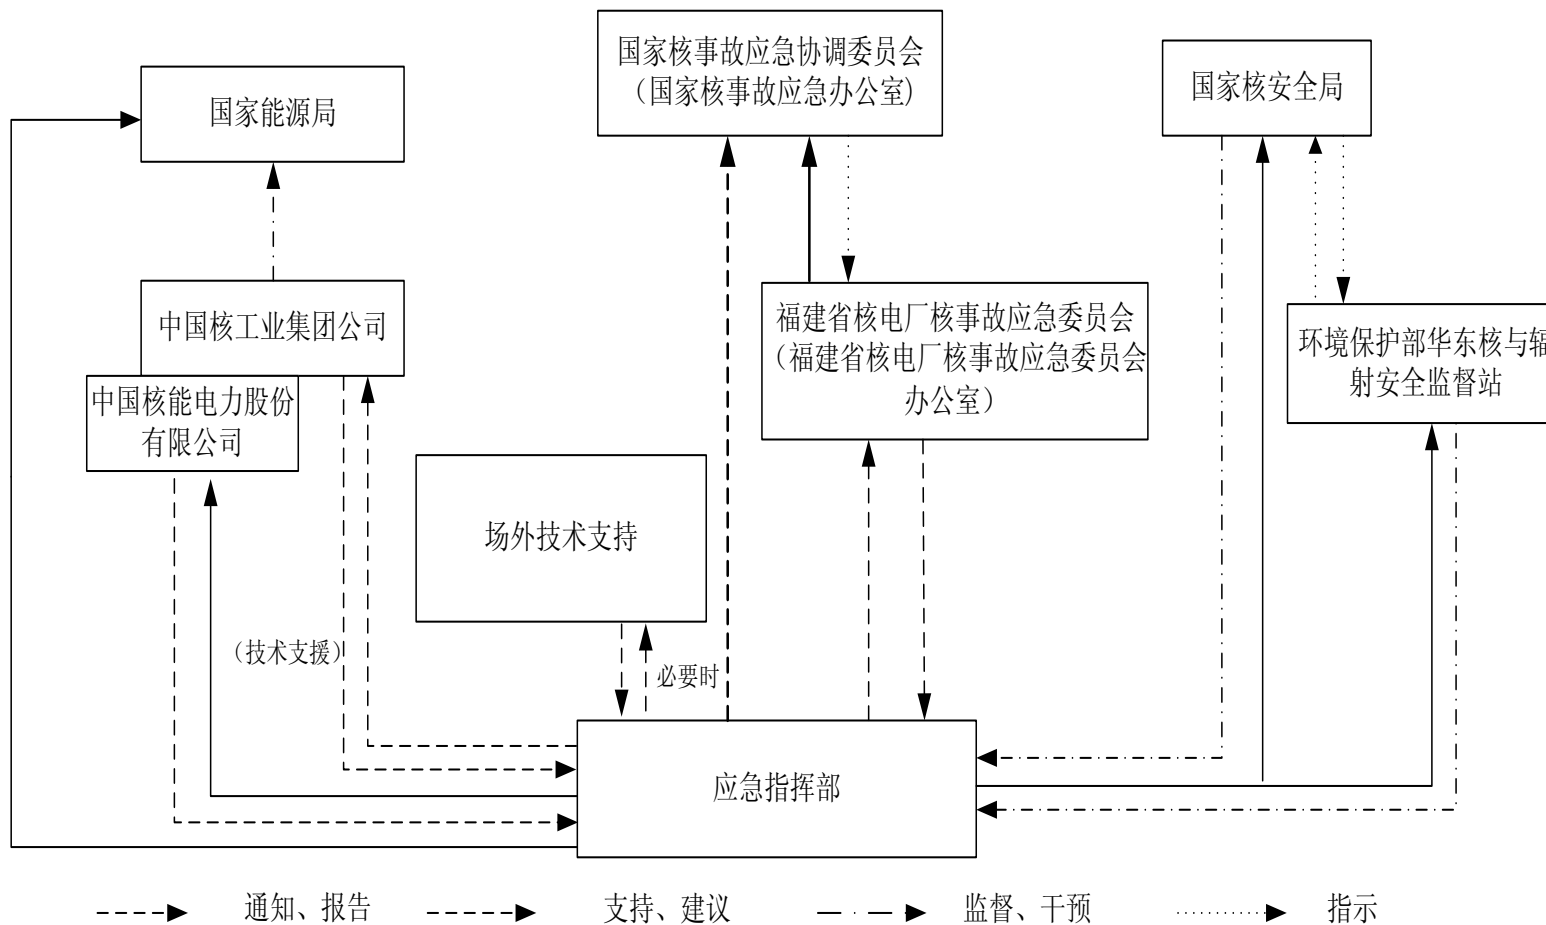 国家核事故应急协调委员会
（国家核事故应急办公室）
国家能源局
国家核安全局
中国核工业集团公司
福建省核电厂核事故应急委员会
（福建省核电厂核事故应急委员会
办公室）
环境保护部华东核与辐
射安全监督站
中国核能电力股份
有限公司
场外技术支持
（技术支援）
必要时
应急指挥部
通知、报告
支持、建议
监督、干预
指示